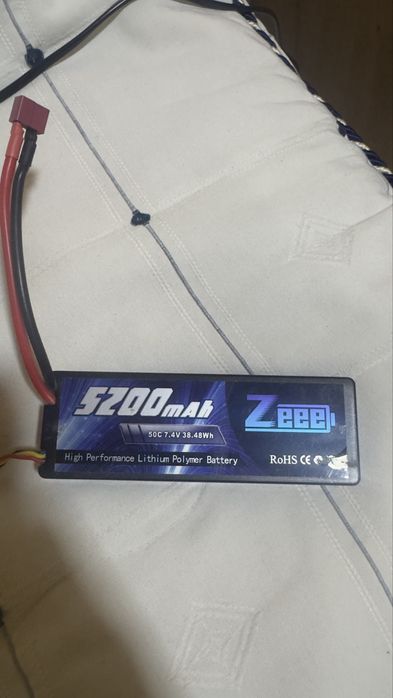 5200mAh
50C 7.4V 38.48Wh
Zeee
High Performance Lithium Polymer Battery
RoHS CE